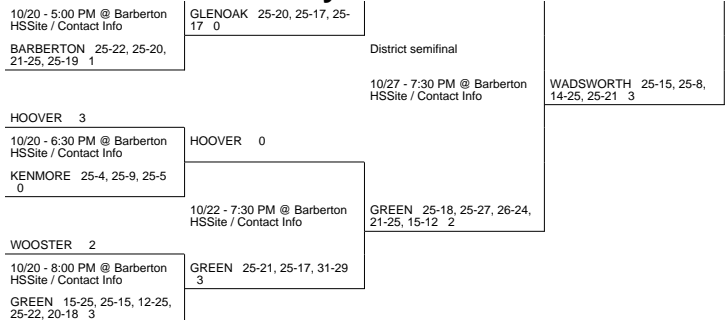 10/20 - 5:00 PM @ Barberton
HSSite / Contact Info
BARBERTON 25-22, 25-20,
21-25, 25-19 1
GLENOAK 25-20, 25-17, 25-
17 0
District semifinal
10/27 - 7:30 PM @ Barberton
HSSite / Contact Info
WADSWORTH 25-15, 25-8,
14-25, 25-21 3
HOOVER 3
10/20 - 6:30 PM @ Barberton
HSSite / Contact Info
KENMORE 25-4, 25-9, 25-5
0
HOOVER 0
10/22 - 7:30 PM @ Barberton
HSSite / Contact Info
GREEN 25-18, 25-27, 26-24,
21-25, 15-12 2
WOOSTER 2
10/20 - 8:00 PM @ Barberton
HSSite / Contact Info
GREEN 15-25, 25-15, 12-25,
25-22, 20-18 3
GREEN 25-21, 25-17, 31-29
3